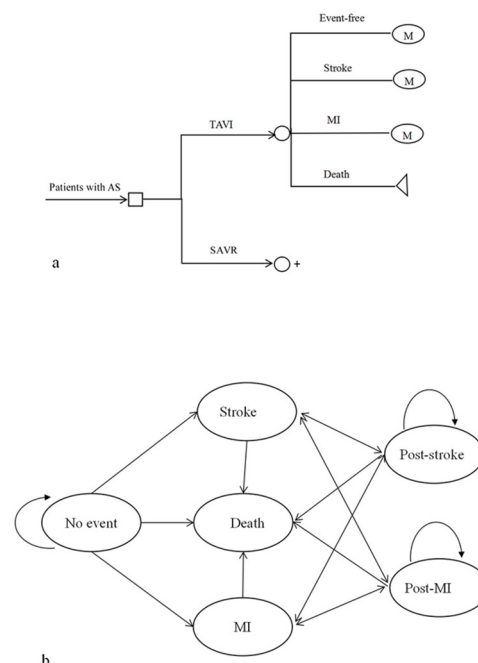 Event-free
M
Stroke
M
TAVI
MI
M
Death
Patients with AS
SAVR
+
a
Stroke
Post-stroke
No event
Death
Post-MI
MI
b